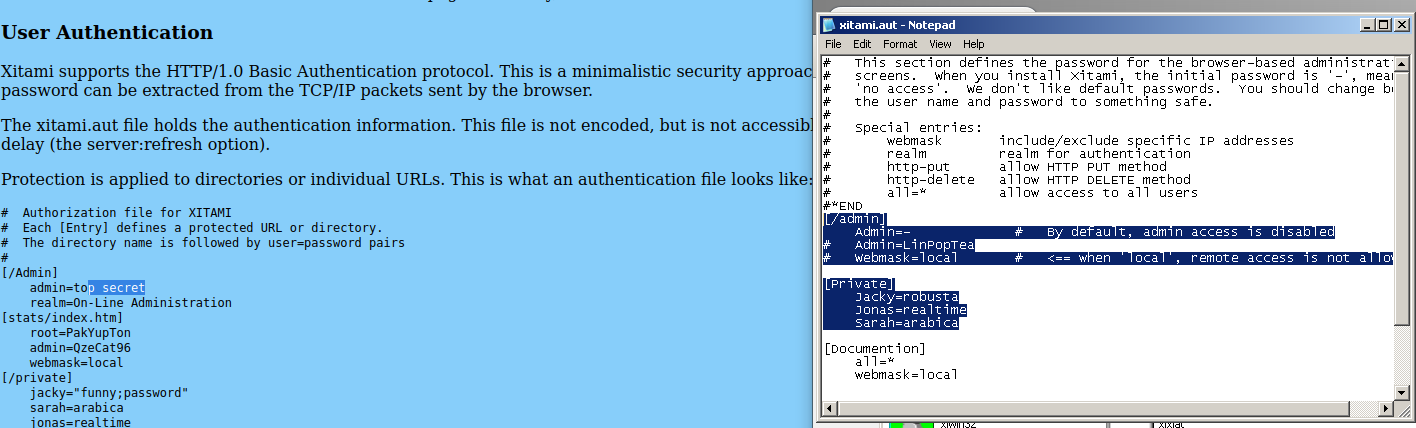 User Authentication
Xitami supports the HTTP/1.0 Basic Authentication protocol. This is a minimalistic security approac
password can be extracted from the TCP/IP packets sent by the browser.
The xitami.aut file holds the authentication information. This file is not encoded, but is not accessibl
delay (the server:refresh option).
Protection is applied to directories or individual URLs. This is what an authentication file looks like:
#  Authorization file for XITAMI
#  Each [Entry] defines a protected URL or directory.
#  The directory name is followed by user=password pairs
#
[/Admin]
    admin=top secret
    realm=On-Line Administration
[stats/index.htm]
    root=PakYupTon
    admin=QzeCat96
    webmask=local
[/private]
    jacky="funny;password"
    sarah=arabica
    jonas=realtime
xitami.aut - Notepad
File Edit Format View Help
#   This section defines the password for the browser-based administrat
#   screens.  When you install Xitami, the initial password is '-', mea
#   'no access'.  We don't like default passwords.  You should change b
#   the user name and password to something safe.
#
#   Special entries:
#       webmask       include/exclude specific IP addresses
#       realm         realm for authentication
#       http-put      allow HTTP PUT method
#       http-delete   allow HTTP DELETE method
#       all=*         allow access to all users
#*END
[/admin]
    Admin=-             #   By default, admin access is disabled
#   Admin=LinPopTea
#   Webmask=local       #   <== when 'local', remote access is not allow
[Private]
    Jacky=robusta
    Jonas=realtime
    Sarah=arabica
[Documention]
    all=*
    webmask=local